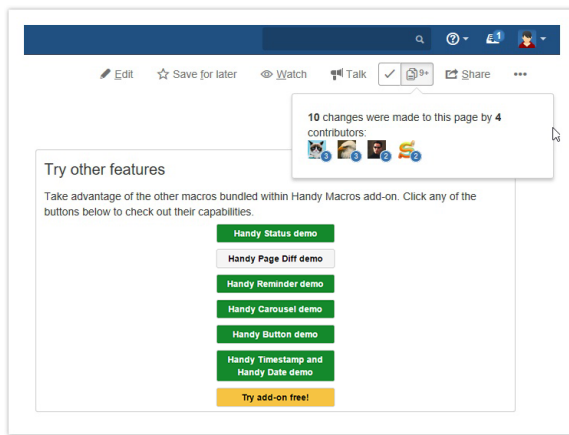 1
Edit Save for later Watch Talk 9+ Share
10 changes were made to this page by 4
contributors:
3 3 2 2
Try other features
Take advantage of the other macros bundled within Handy Macros add-on. Click any of the
buttons below to check out their capabilities.
Handy Status demo
Handy Page Diff demo
Handy Reminder demo
Handy Carousel demo
Handy Button demo
Handy Timestamp and
Handy Date demo
Try add-on free!